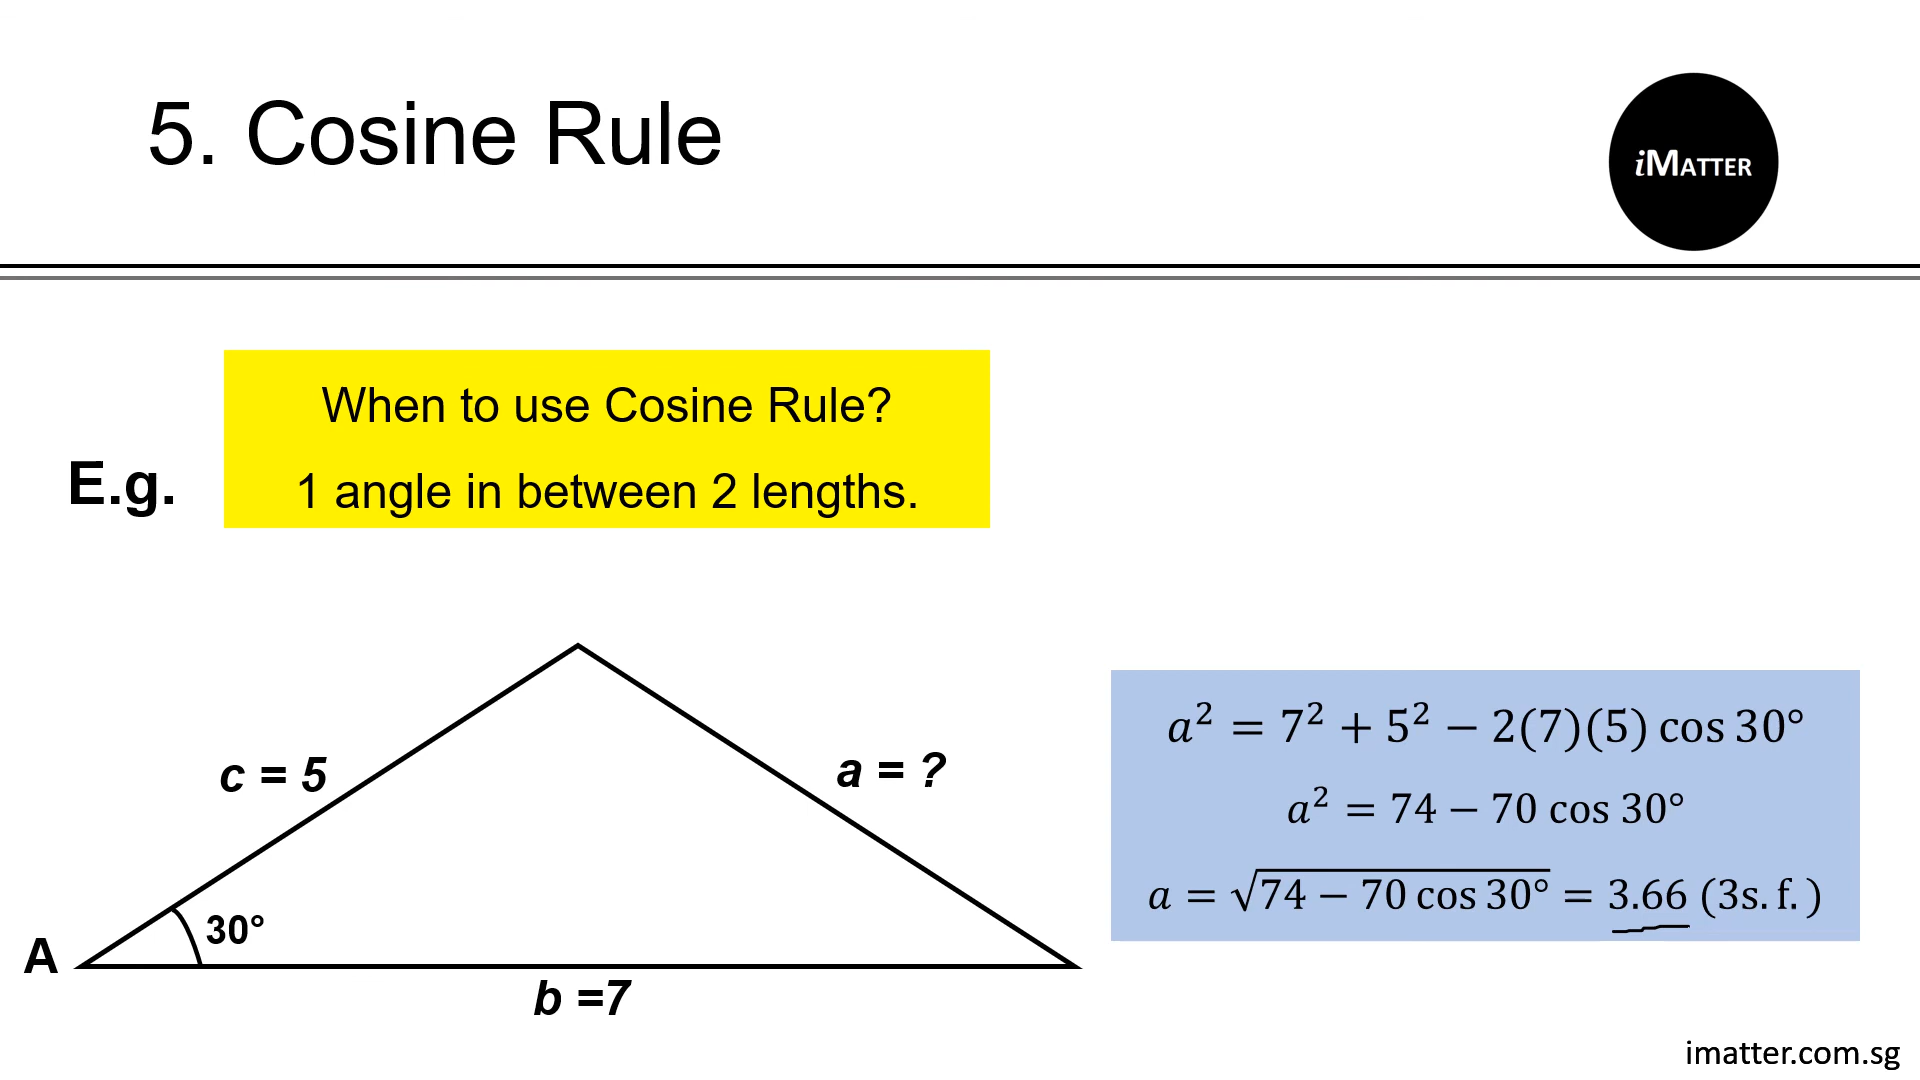 5. Cosine Rule
iMATTER
When to use Cosine Rule?
E.g.
1 angle in between 2 lengths.
c = 5
a = ?
30°
A
b =7
a² = 7² + 5² − 2(7)(5) cos 30°
a² = 74 − 70 cos 30°
a = √74 − 70 cos 30° = 3.66 (3s. f. )
imatter.com.sg